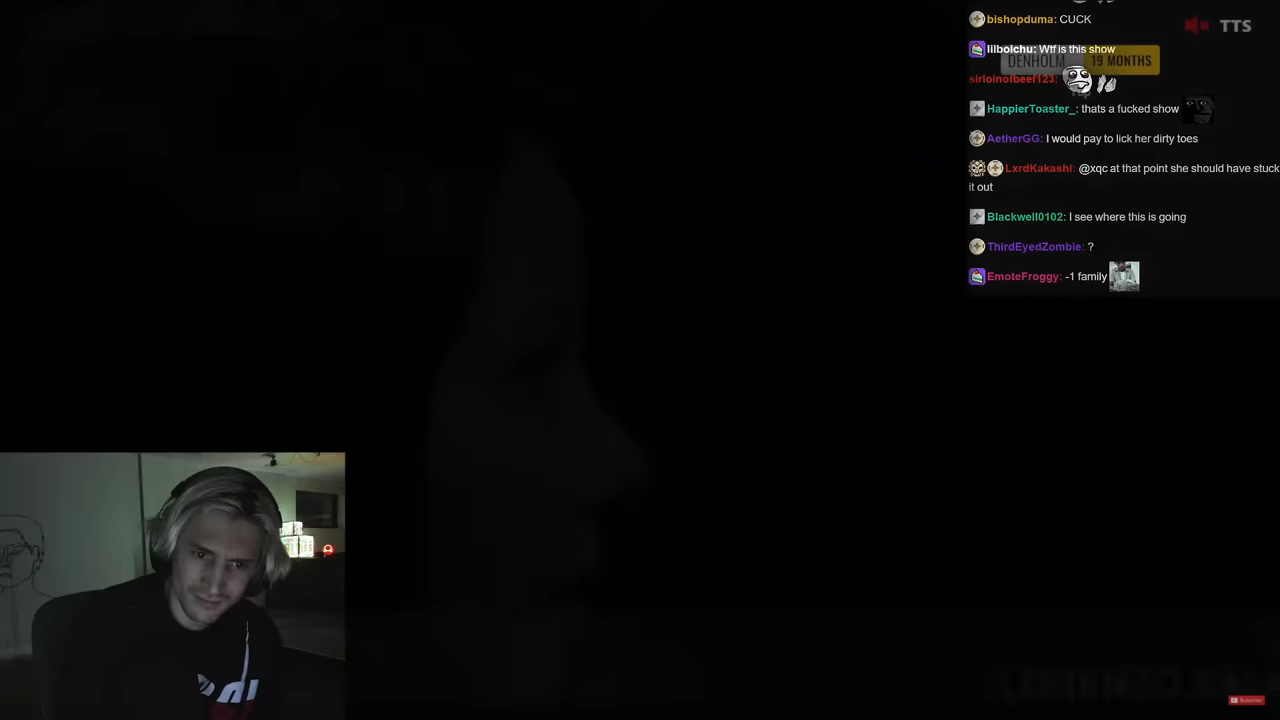 bishopduma: CUCK
TTS
lilboichu: Wtf is this show
DENHOLM
19 MONTHS
sirloinofbeef123:
HappierToaster_: thats a fucked show
AetherGG: I would pay to lick her dirty toes
LxrdKakashi: @xqc at that point she should have stuck
it out
Blackwell0102: I see where this is going
ThirdEyedZombie: ?
EmoteFroggy: -1 family
Subscribe